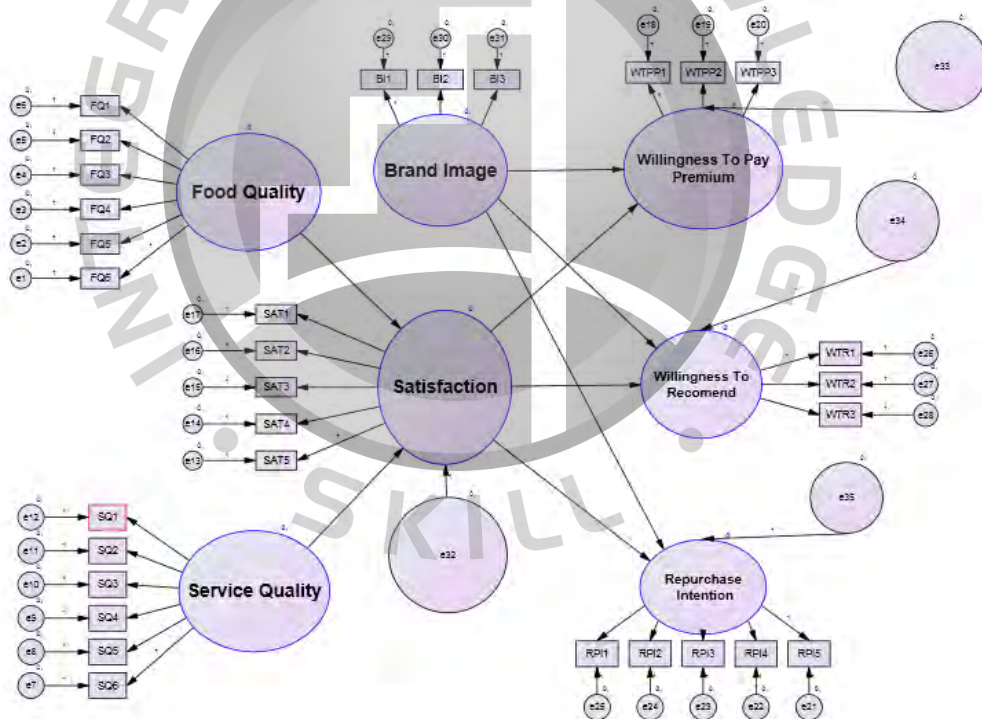 e29
e30
e31
BI1
BI2
BI3
Brand Image
e18
e19
e20
WTPP1
WTPP2
WTPP3
Willingness To Pay
Premium
e33
FQ1
e5
FQ2
e4
FQ3
e3
FQ4
e2
FQ5
e1
FQ6
Food Quality
e34
e17
SAT1
e16
SAT2
e15
SAT3
e14
SAT4
e13
SAT5
Satisfaction
Willingness To
Recomend
WTR1
e26
WTR2
e27
WTR3
e28
e12
SQ1
e11
SQ2
e10
SQ3
SQ4
e8
SQ5
e7
SQ6
Service Quality
e32
e35
Repurchase
Intention
RPI1
RPI2
RPI3
RPI4
RPI5
e25
e24
e23
e22
e21
SKILL